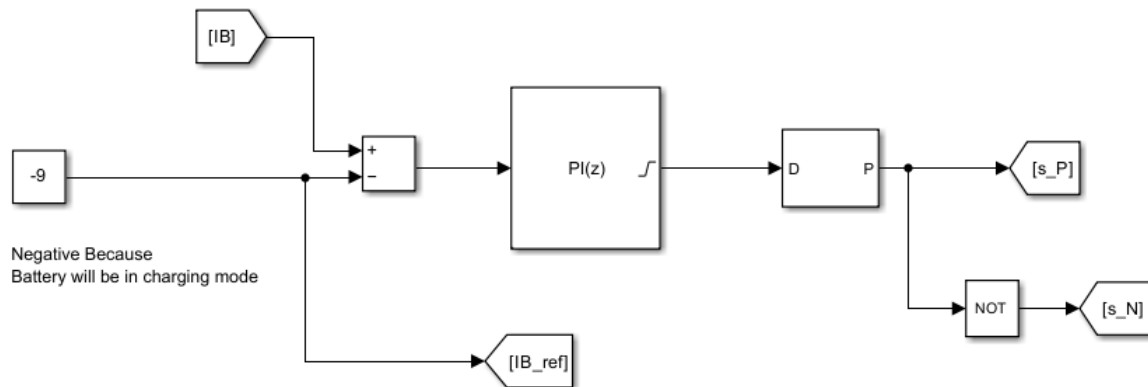 [IB]
+
−
-9
PI(z)
D
P
[s_P]
Negative Because
Battery will be in charging mode
NOT
[s_N]
[IB_ref]